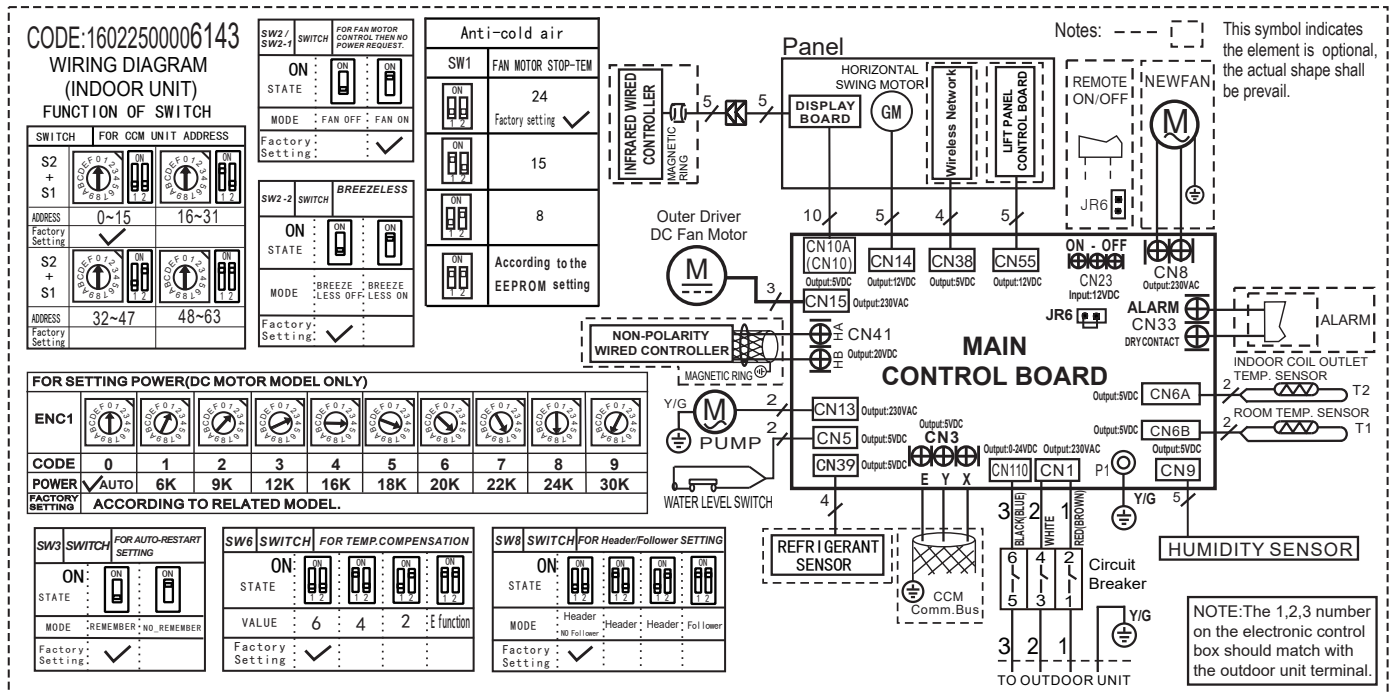 CODE:16022500006143
WIRING DIAGRAM
(INDOOR UNIT)
FUNCTION OF SWITCH
SWITCH FOR CCM UNIT ADDRESS
S2
+
S1
ADDRESS 0~15 16~31
Factory
Setting
S2
+
S1
ADDRESS 32~47 48~63
Factory
Setting
SW2 /
SW2-1 SWITCH FOR FAN MOTOR
CONTROL THEN NO
POWER REQUEST.
ON
STATE
MODE FAN OFF FAN ON
Factory
Setting
SW2-2 SWITCH BREEZELESS
ON
STATE
MODE BREEZE
LESS OFF BREEZE
LESS ON
Factory
Setting
Anti-cold air
SW1 FAN MOTOR STOP-TEM
24
Factory setting
15
8
According to the
EEPROM setting
FOR SETTING POWER(DC MOTOR MODEL ONLY)
ENC1
CODE 0 1 2 3 4 5 6 7 8 9
POWER AUTO 6K 9K 12K 16K 18K 20K 22K 24K 30K
FACTORY
SETTING ACCORDING TO RELATED MODEL.
SW3 SWITCH FOR AUTO-RESTART
SETTING
ON
STATE
MODE REMEMBER NO_REMEMBER
Factory
Setting
SW6 SWITCH FOR TEMP.COMPENSATION
ON
STATE
VALUE 6 4 2 E function
Factory
Setting
SW8 SWITCH FOR Header/Follower SETTING
ON
STATE
MODE Header
NO Follower Header Header Follower
Factory
Setting
Notes:
This symbol indicates
the element is optional,
the actual shape shall
be prevail.
Panel
INFRARED WIRED
CONTROLLER
MAGNETIC
RING
5
5
DISPLAY
BOARD
HORIZONTAL
SWING MOTOR
GM
Wireless Network
LIFT PANEL
CONTROL BOARD
REMOTE
ON/OFF
JR6
NEWFAN
M
10
5
4
5
Outer Driver
DC Fan Motor
M
3
CN10A
(CN10)
Output:5VDC
CN14
Output:12VDC
CN38
Output:5VDC
CN55
Output:12VDC
ON - OFF
CN23
Input:12VDC
CN8
Output:230VAC
CN15 Output:230VAC
JR6
ALARM
CN33
DRY CONTACT
ALARM
NON-POLARITY
WIRED CONTROLLER
MAGNETIC RING
HA
HB
CN41
Output:20VDC
MAIN
CONTROL BOARD
INDOOR COIL OUTLET
TEMP. SENSOR
Output:5VDC CN6A 2 T2
ROOM TEMP. SENSOR
Output:5VDC CN6B 2 T1
Output:5VDC
CN9
5
HUMIDITY SENSOR
Y/G
M
PUMP
2
CN13 Output:230VAC
2
CN5 Output:5VDC
WATER LEVEL SWITCH
CN39 Output:5VDC
4
REFRIGERANT
SENSOR
Output:5VDC
CN3
E Y X
CCM
Comm.Bus
Output:0-24VDC
CN110
Output:230VAC
CN1
P1
Y/G
3 BLACK(BLUE)
2 WHITE
1 RED(BROWN)
6 4 2
5 3 1
Circuit
Breaker
Y/G
3 2 1
TO OUTDOOR UNIT
NOTE:The 1,2,3 number
on the electronic control
box should match with
the outdoor unit terminal.